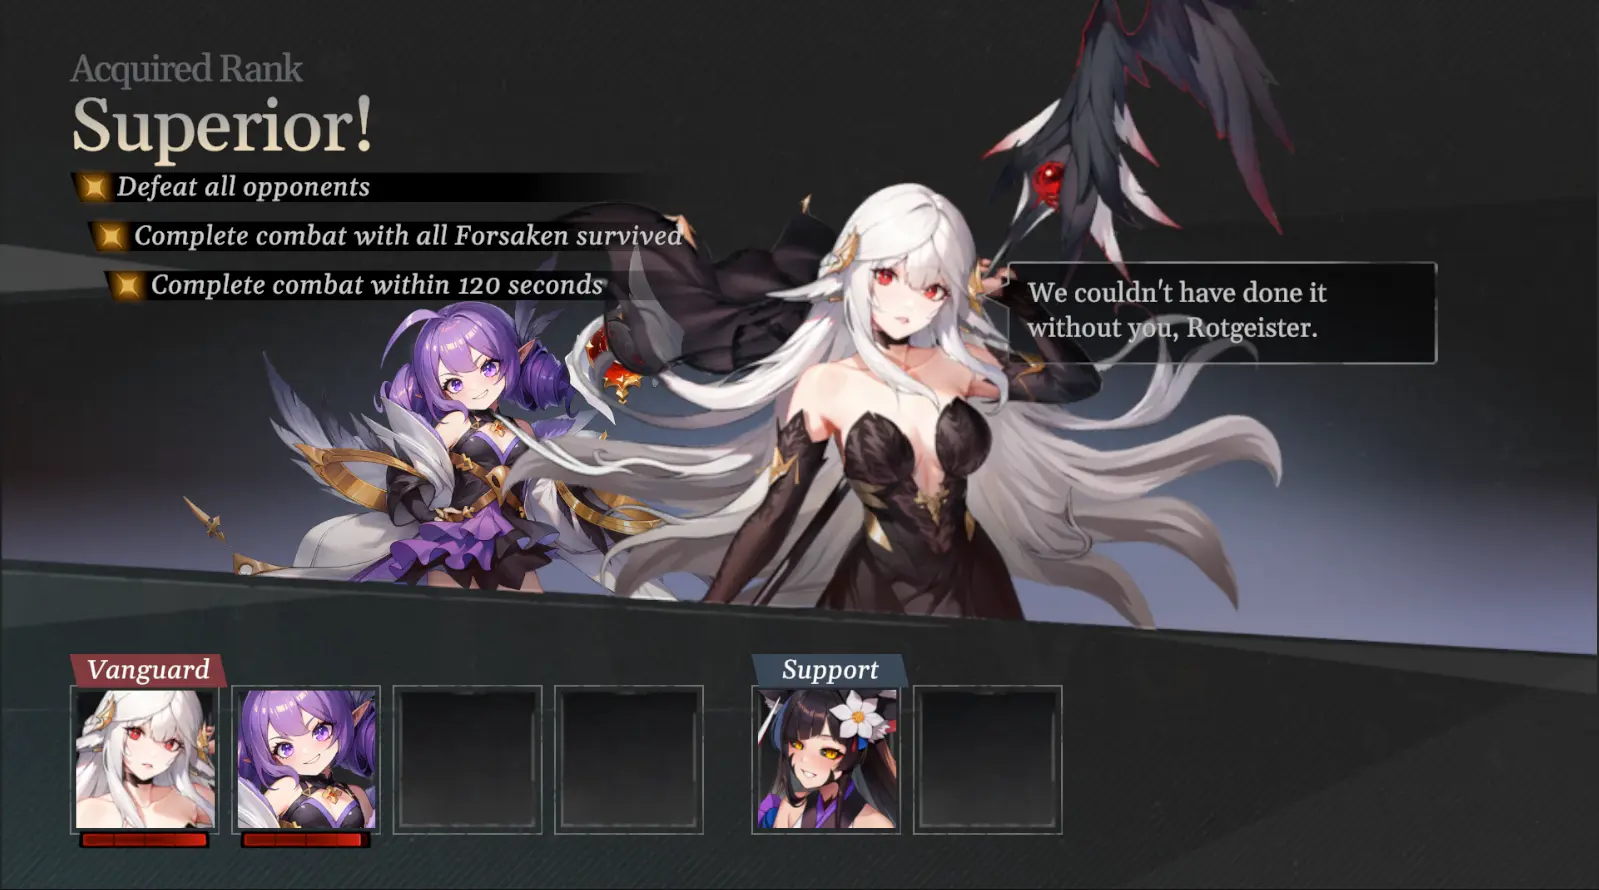 Acquired Rank
Superior!
Defeat all opponents
Complete combat with all Forsaken survived
Complete combat within 120 seconds
We couldn't have done it
without you, Rotgeister.
Vanguard
Support